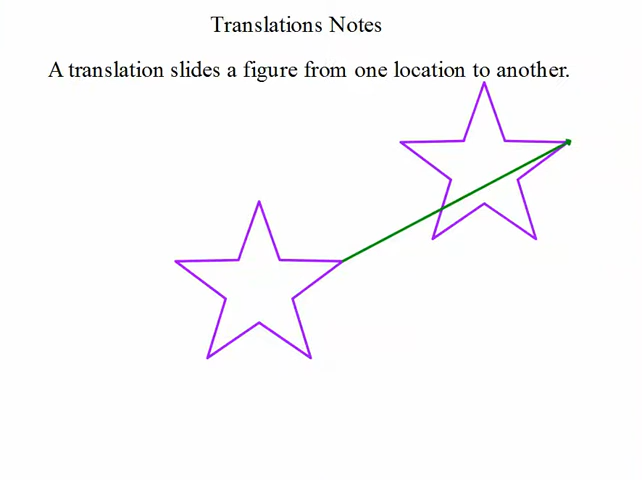 Translations Notes
A translation slides a figure from one location to another.